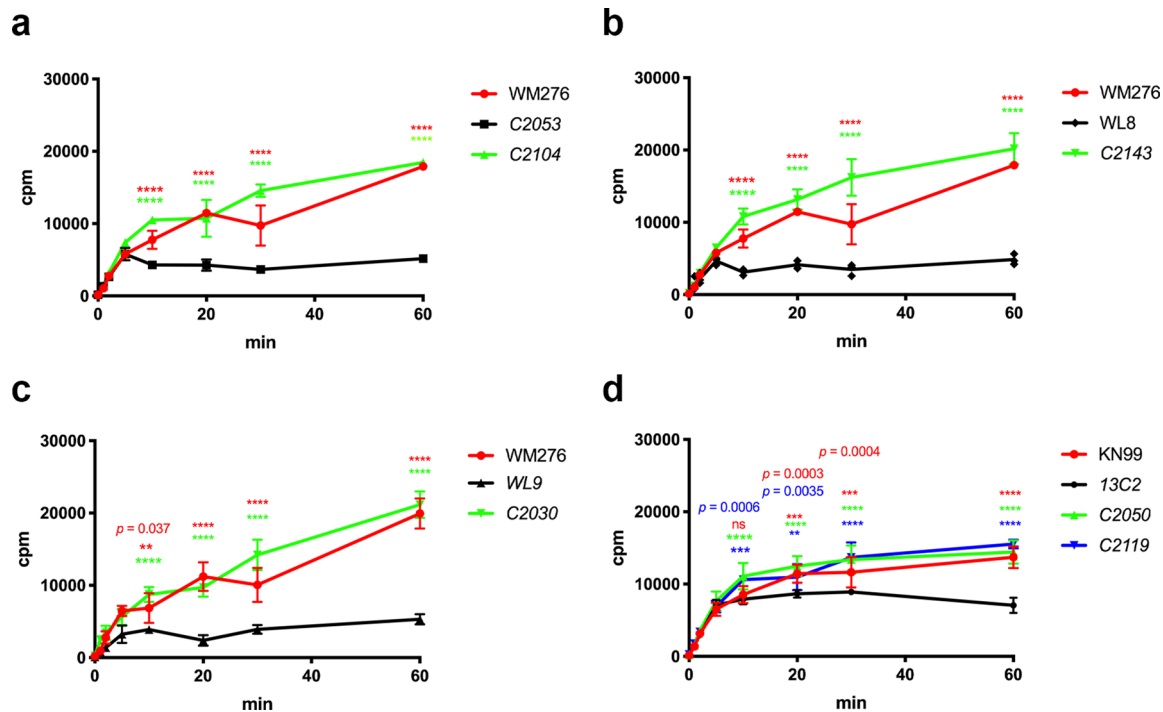 a
30000
20000
10000
0
cpm
0 20 40 60
min
WM276
C2053
C2104
**** **** **** ****
**** **** **** ****
b
30000
20000
10000
0
cpm
0 20 40 60
min
WM276
WL8
C2143
**** **** **** ****
**** **** **** ****
c
30000
20000
10000
0
cpm
0 20 40 60
min
WM276
WL9
C2030
p = 0.037
** **** **** ****
**** **** **** ****
d
30000
20000
10000
0
cpm
0 20 40 60
min
KN99
13C2
C2050
C2119
p = 0.0004
p = 0.0003
p = 0.0035
p = 0.0006
ns *** *** ****
**** **** **** ****
*** ** **** ****